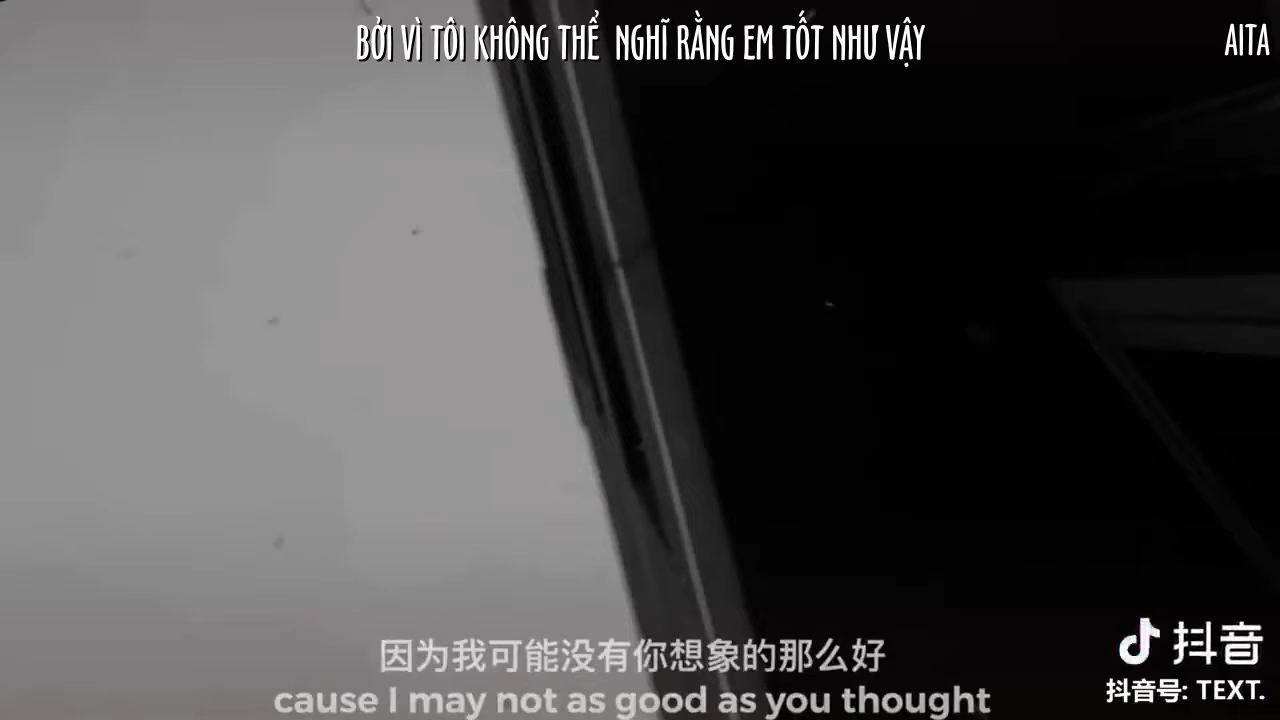 BỞI VÌ TÔI KHÔNG THỂ NGHĨ RẰNG EM TỐT NHƯ VẬY
AITA
因为我可能没有你想象的那么好
cause I may not as good as you thought
抖音
抖音号: TEXT.